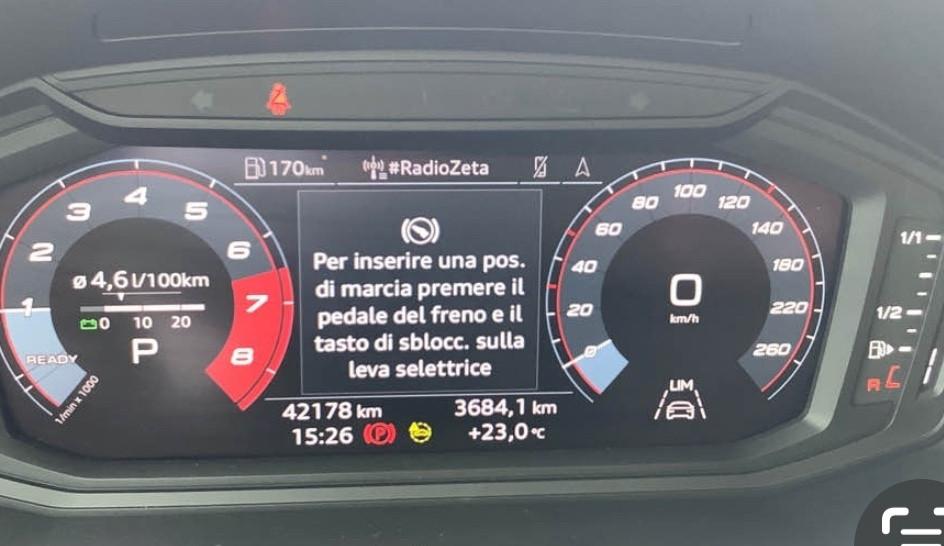 170km
#RadioZeta
Per inserire una pos.
di marcia premere il
pedale del freno e il
tasto di sblocc. sulla
leva selettrice
1
2
3
4
5
6
7
8
ø 4,6 l/100km
0 10 20
P
READY
1/min x 1000
0
20
40
60
80
100
120
140
180
220
260
0
km/h
LIM
42178 km
3684,1 km
15:26
(P)
+23,0 °C
1/1
1/2
R